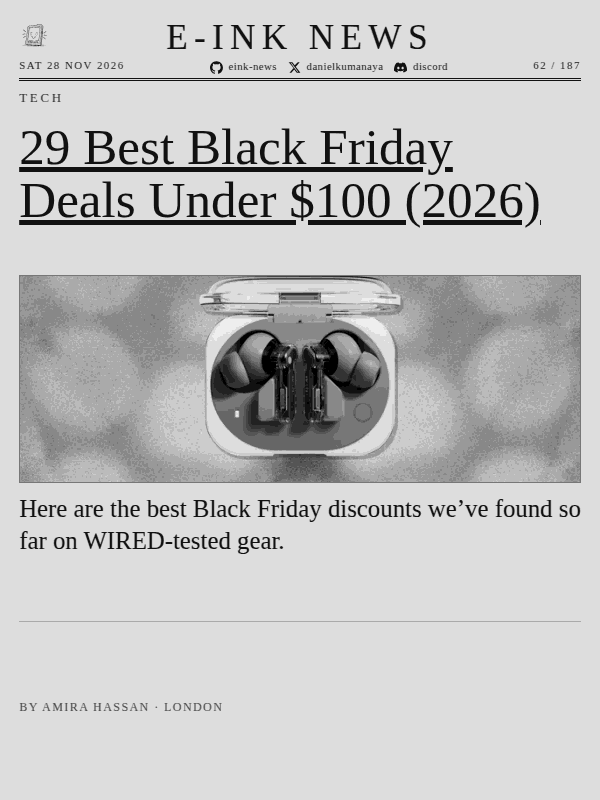 E-INK NEWS
SAT 28 NOV 2026
eink-news danielkumanaya discord
62 / 187
TECH
29 Best Black Friday
Deals Under $100 (2026)
Here are the best Black Friday discounts we’ve found so
far on WIRED-tested gear.
BY AMIRA HASSAN · LONDON